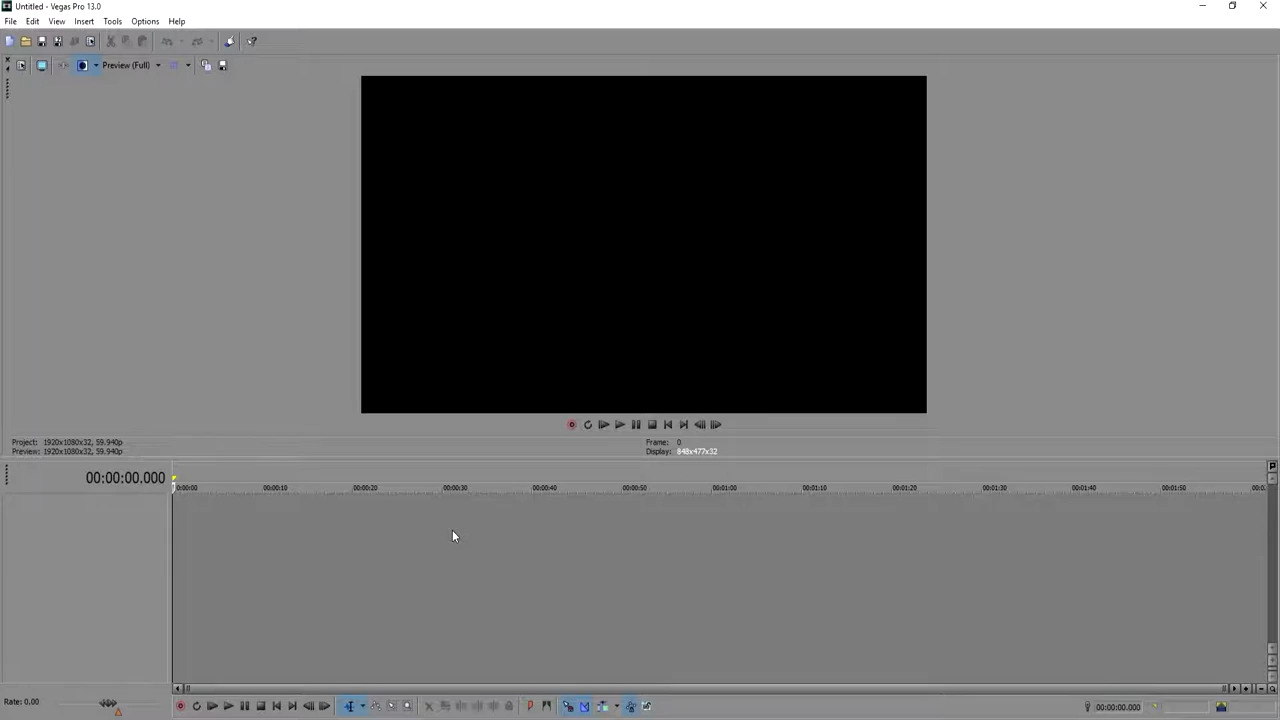 Untitled - Vegas Pro 13.0
File Edit View Insert Tools Options Help
Preview (Full)
Project: 1920x1080x32, 59.940p
Frame: 0
Preview: 1920x1080x32, 59.940p
Display: 848x477x32
00:00:00.000
0:00:00 00:00:10 00:00:20 00:00:30 00:00:40 00:00:50 00:01:00 00:01:10 00:01:20 00:01:30 00:01:40 00:01:50
Rate: 0.00
00:00:00.000